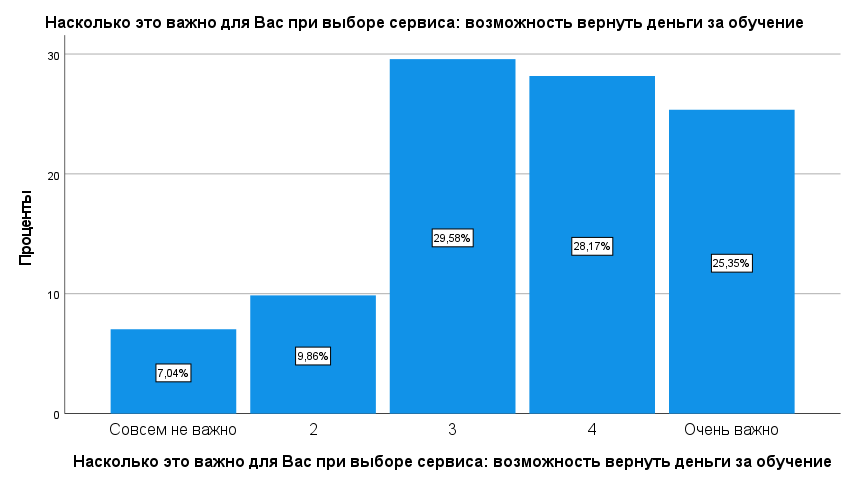 Насколько это важно для Вас при выборе сервиса: возможность вернуть деньги за обучение
30
20
10
0
Проценты
7,04%
9,86%
29,58%
28,17%
25,35%
Совсем не важно
2
3
4
Очень важно
Насколько это важно для Вас при выборе сервиса: возможность вернуть деньги за обучение